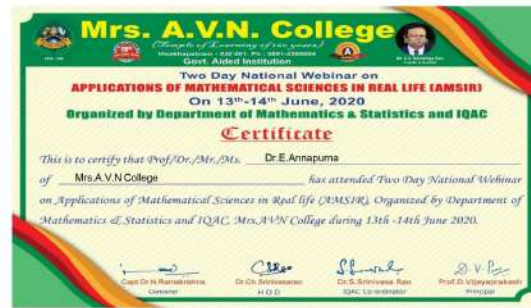 Mrs. A.V.N. College
(Temple of Learning of 160 years)
Visakhapatnam - 530 001. Ph : 0891-2566604
Govt. Aided Institution
Two Day National Webinar on
APPLICATIONS OF MATHEMATICAL SCIENCES IN REAL LIFE (AMSIR)
On 13th-14th June, 2020
Organized by Department of Mathematics & Statistics and IQAC
Certificate
This is to certify that Prof/Dr./Mr./Ms. Dr.E.Annapurna
of Mrs.A.V.N College has attended Two Day National Webinar
on Applications of Mathematical Sciences in Real life (AMSIR), Organized by Department of
Mathematics & Statistics and IQAC, Mrs.AVN College during 13th -14th June 2020.
Capt.Dr.N.Ramakrishna
Dr.Ch.Srinivasarao
Dr.S.Srinivasa Rao
Prof.D.Vijayaprakash
Convener
H O D
IQAC Co-ordinator
Principal